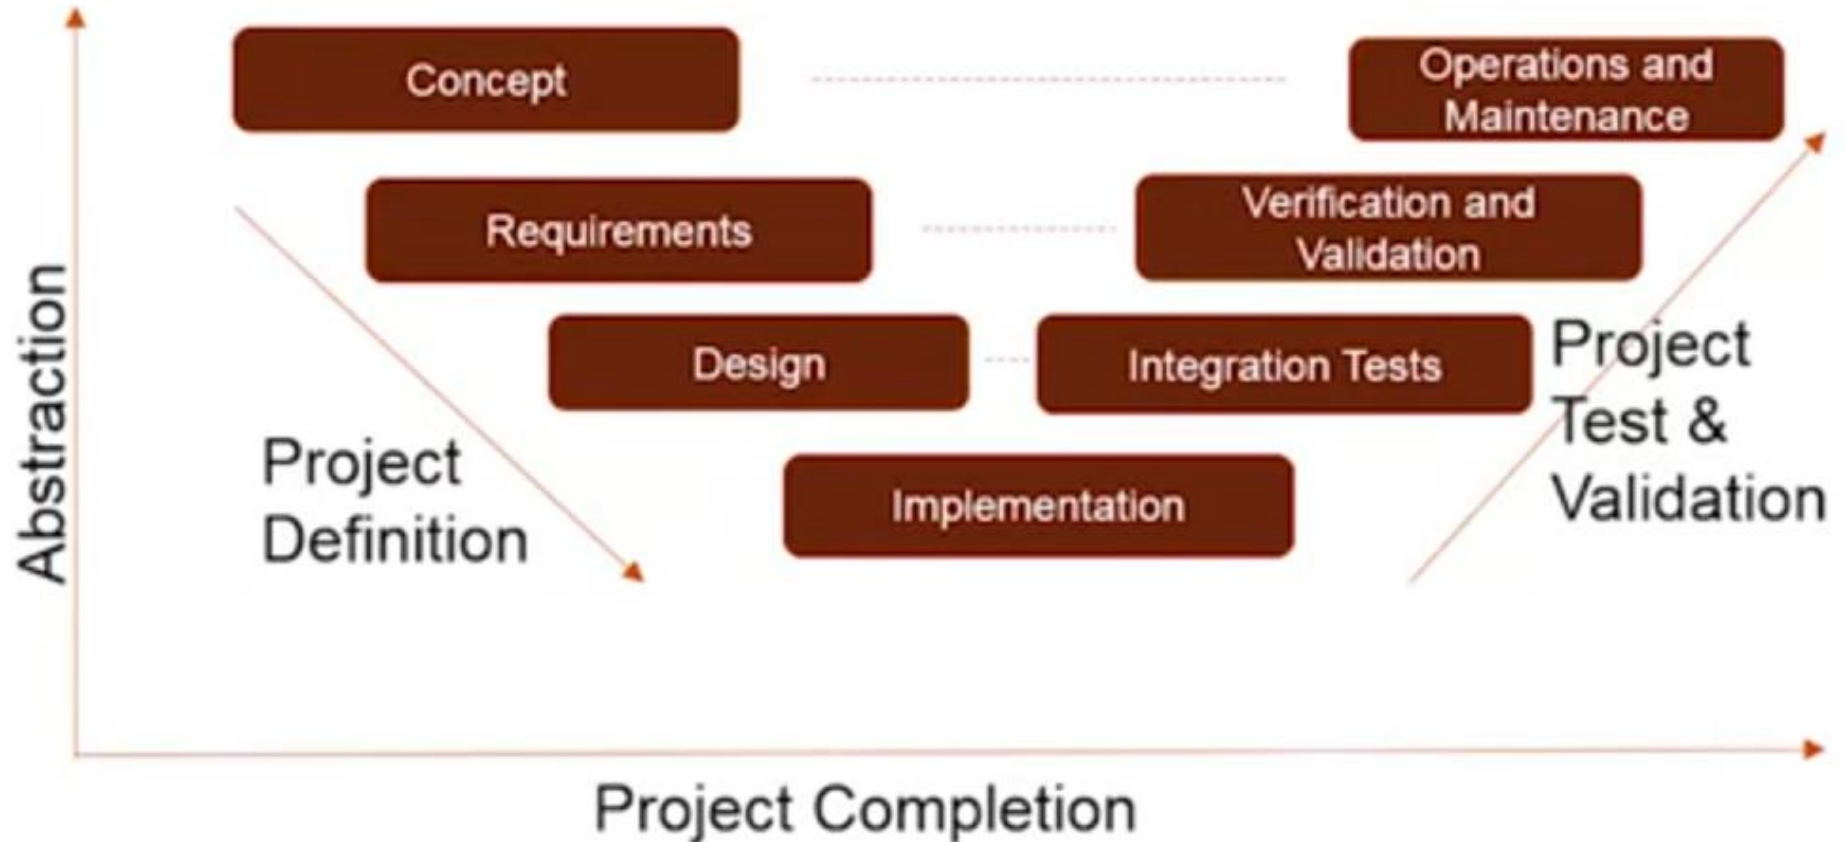 Concept
Operations and
Maintenance
Requirements
Verification and
Validation
Design
Integration Tests
Implementation
Project
Definition
Project
Test &
Validation
Abstraction
Project Completion